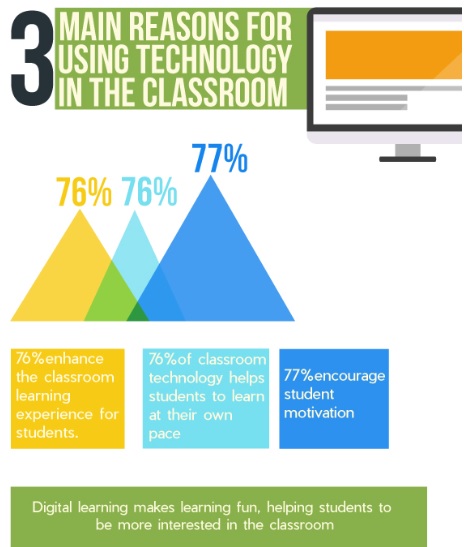 3 MAIN REASONS FOR
USING TECHNOLOGY
IN THE CLASSROOM
77%
76% 76%
76%enhance
the classroom
learning
experience for
students.
76%of classroom
technology helps
students to learn
at their own
pace
77%encourage
student
motivation
Digital learning makes learning fun, helping students to
be more interested in the classroom